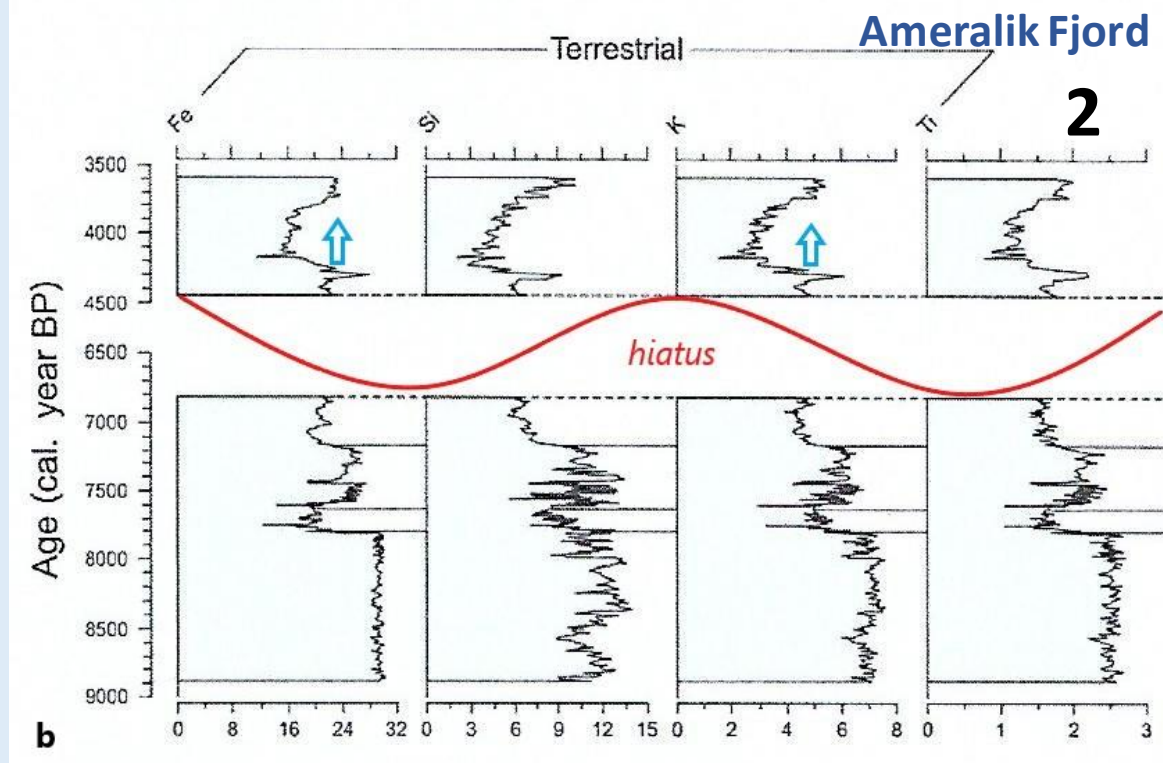 Ameralik Fjord
Terrestrial
2
Fe
Si
K
Ti
3500
4000
4500
6500
7000
7500
8000
8500
9000
Age (cal. year BP)
hiatus
0 8 16 24 32 0 3 6 9 12 15 0 2 4 6 8 0 1 2 3
b